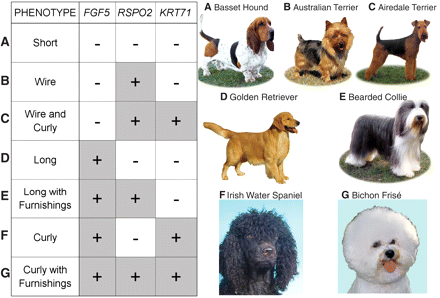 PHENOTYPE FGF5 RSPO2 KRT71
A Short - - -
B Wire - + -
C Wire and Curly - + +
D Long + - -
E Long with Furnishings + + -
F Curly + - +
G Curly with Furnishings + + +
A Basset Hound B Australian Terrier C Airedale Terrier
D Golden Retriever E Bearded Collie
F Irish Water Spaniel G Bichon Frisé